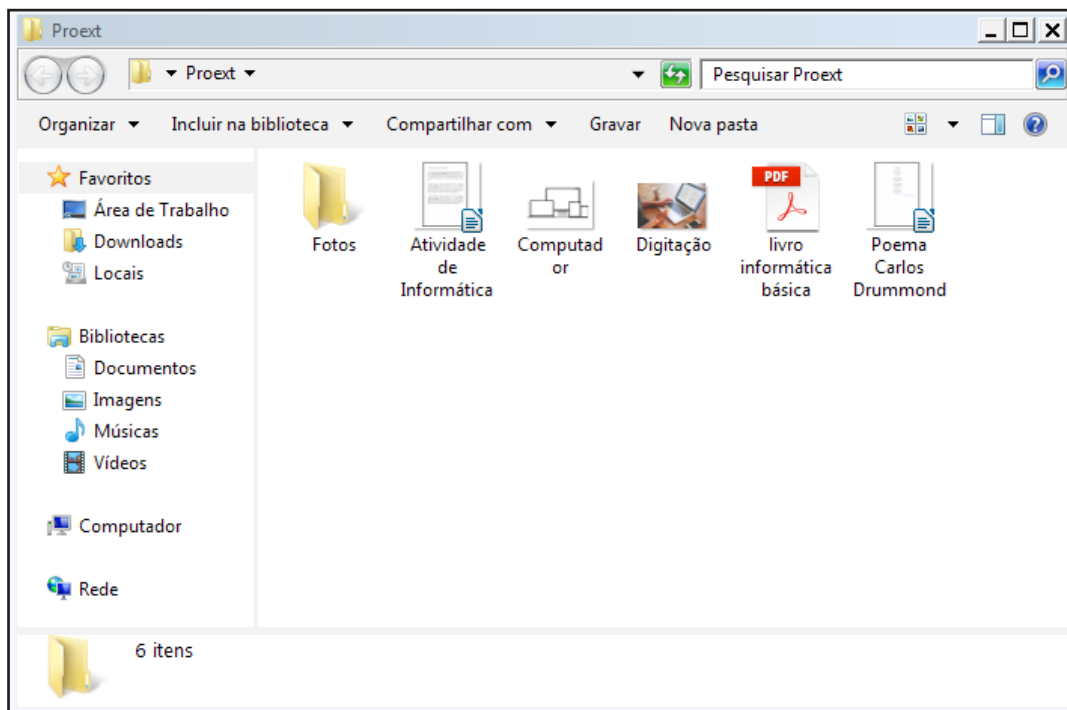 Proext
Proext
Pesquisar Proext
Organizar
Incluir na biblioteca
Compartilhar com
Gravar
Nova pasta
Favoritos
Área de Trabalho
Downloads
Locais
Bibliotecas
Documentos
Imagens
Músicas
Vídeos
Computador
Rede
Fotos
Atividade
de
Informática
Computad
or
Digitação
PDF
livro
informática
básica
Poema
Carlos
Drummond
6 itens